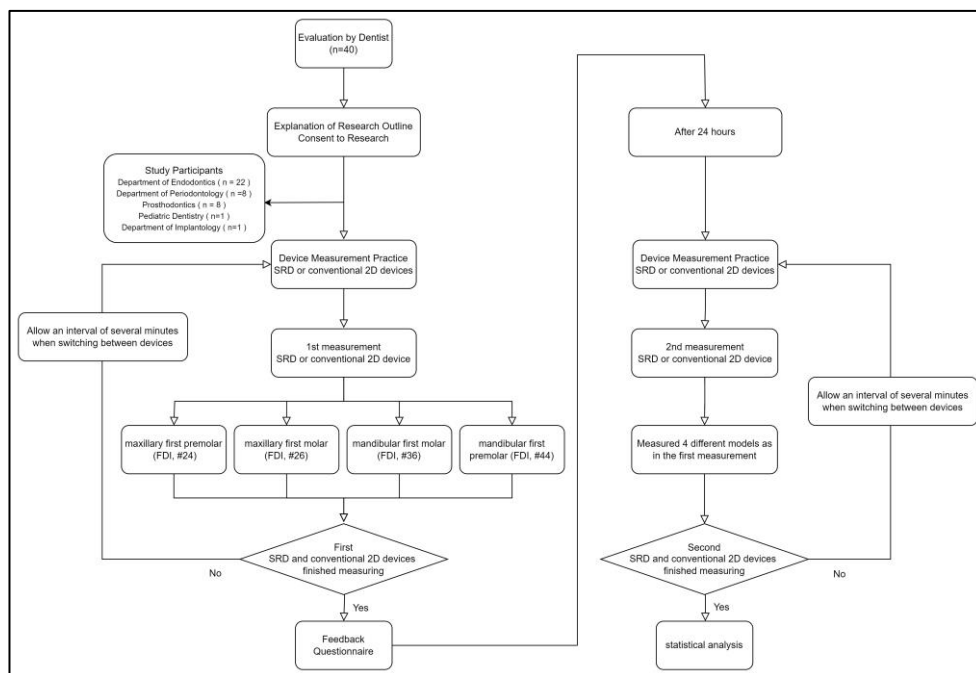 Evaluation by Dentist
(n=40)
Explanation of Research Outline
Consent to Research
Study Participants
Department of Endodontics ( n = 22 )
Department of Periodontology ( n =8)
Prosthodontics ( n = 8 )
Pediatric Dentistry ( n=1 )
Department of Implantology ( n=1 )
Device Measurement Practice
SRD or conventional 2D devices
Allow an interval of several minutes
when switching between devices
1st measurement
SRD or conventional 2D device
maxillary first premolar
(FDI, #24)
maxillary first molar
(FDI, #26)
mandibular first molar
(FDI, #36)
mandibular first
premolar (FDI, #44)
First
SRD and conventional 2D devices
finished measuring
No
Yes
Feedback
Questionnaire
After 24 hours
Device Measurement Practice
SRD or conventional 2D devices
2nd measurement
SRD or conventional 2D device
Allow an interval of several minutes
when switching between devices
Measured 4 different models as
in the first measurement
Second
SRD and conventional 2D devices
finished measuring
No
Yes
statistical analysis